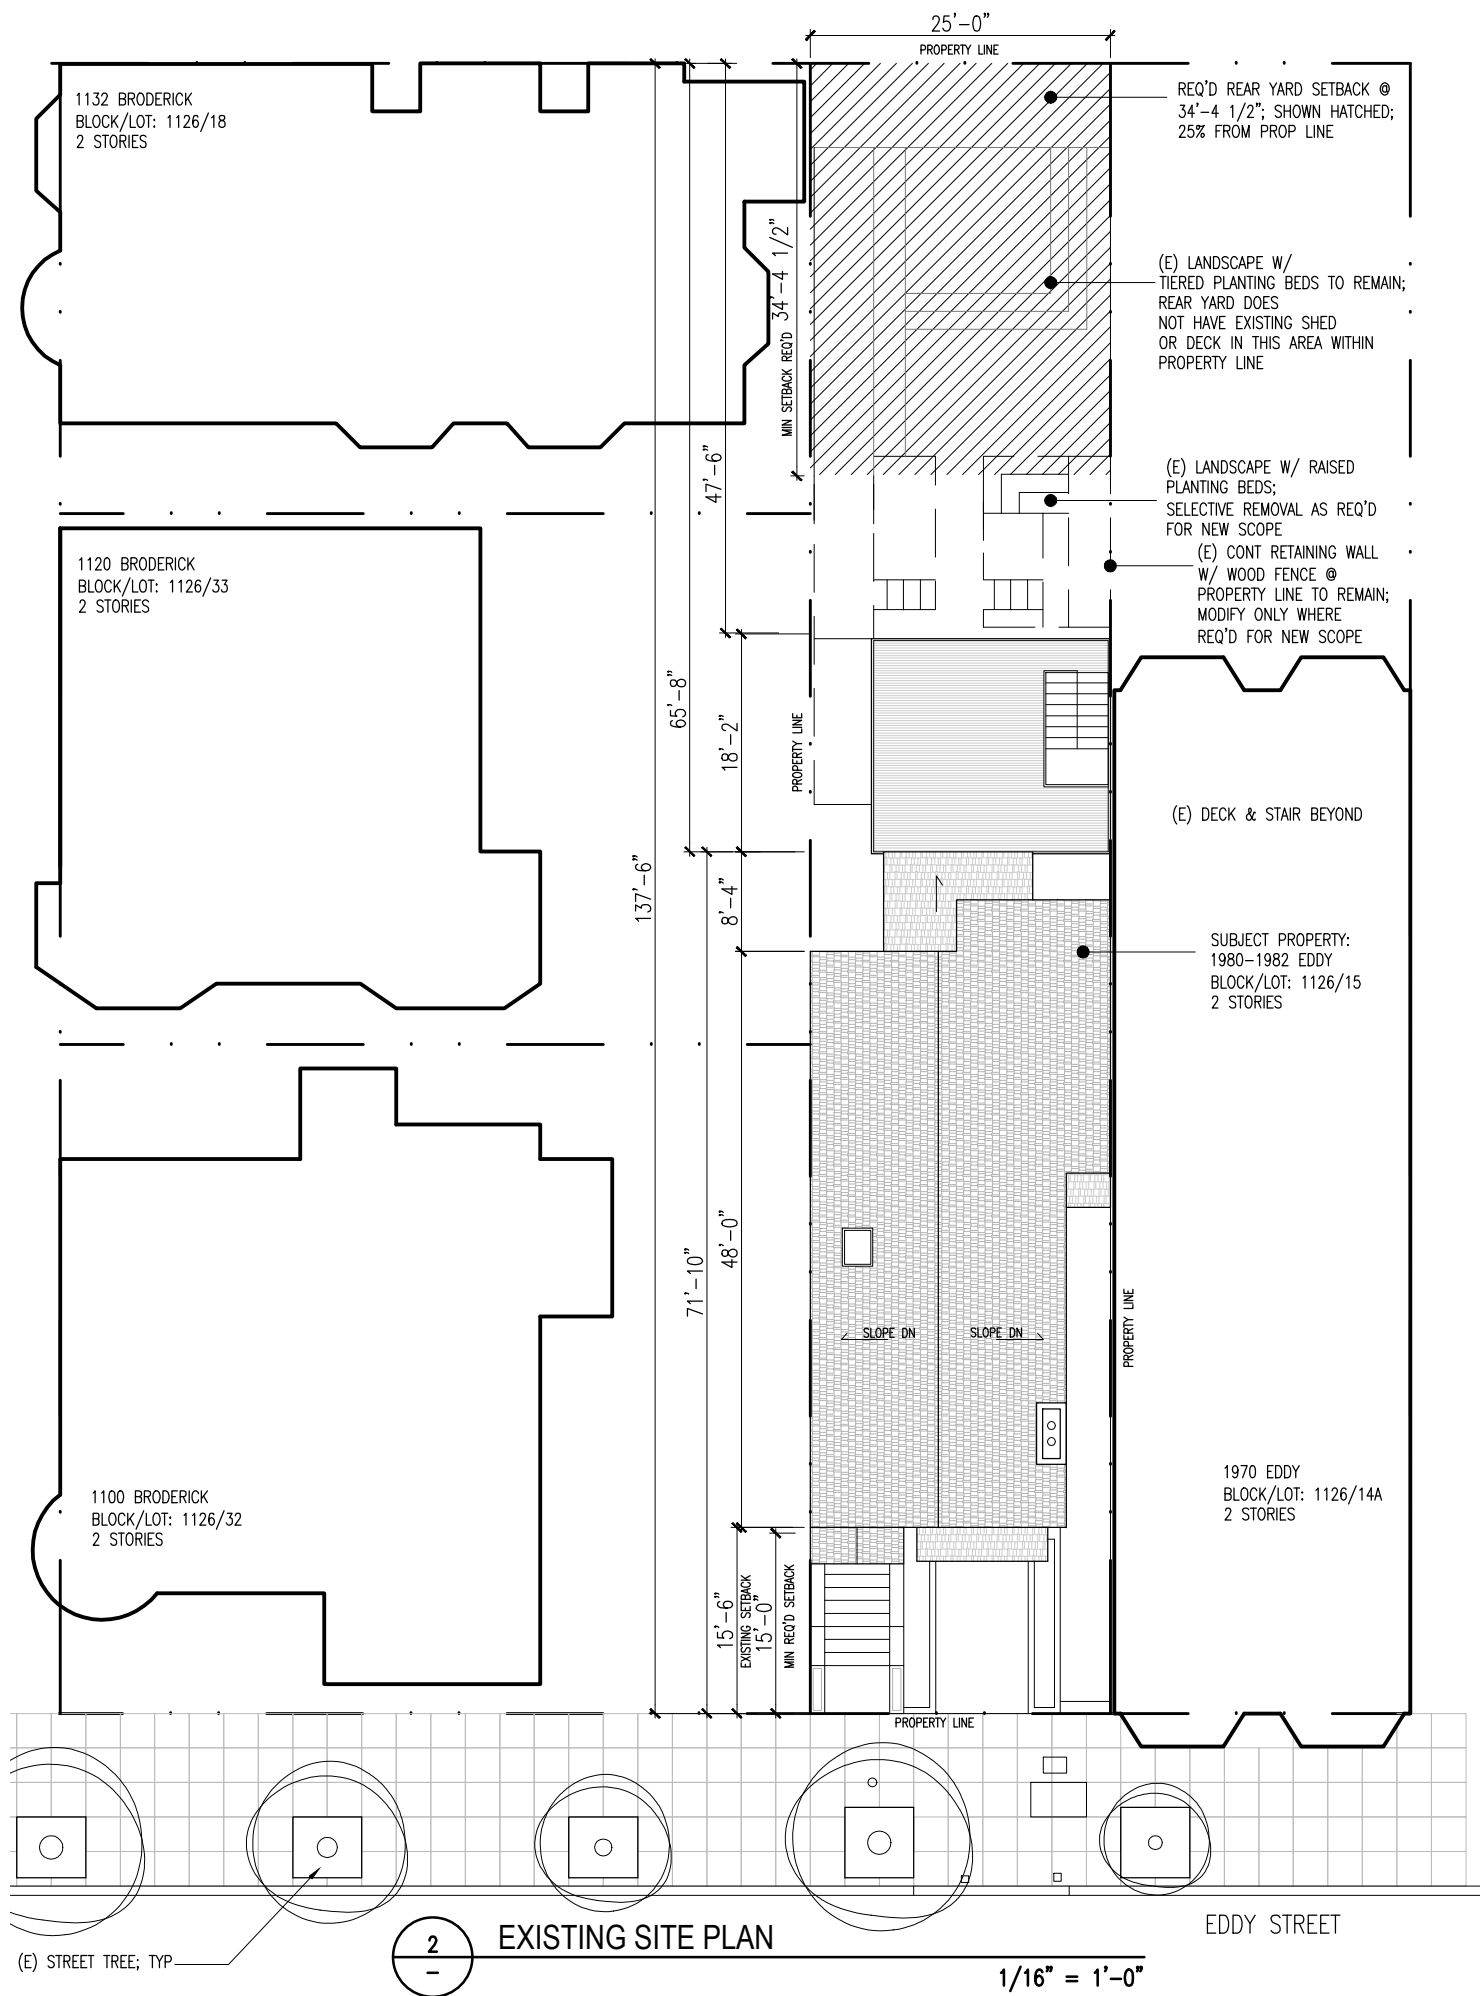 25'-0"
PROPERTY LINE
1132 BRODERICK
BLOCK/LOT: 1126/18
2 STORIES
REQ'D REAR YARD SETBACK @
34'-4 1/2"; SHOWN HATCHED;
25% FROM PROP LINE
34'-4 1/2"
MIN SETBACK REQ'D
(E) LANDSCAPE W/
TIERED PLANTING BEDS TO REMAIN;
REAR YARD DOES
NOT HAVE EXISTING SHED
OR DECK IN THIS AREA WITHIN
PROPERTY LINE
47'-6"
(E) LANDSCAPE W/ RAISED
PLANTING BEDS;
SELECTIVE REMOVAL AS REQ'D
FOR NEW SCOPE
(E) CONT RETAINING WALL
W/ WOOD FENCE @
PROPERTY LINE TO REMAIN;
MODIFY ONLY WHERE
REQ'D FOR NEW SCOPE
1120 BRODERICK
BLOCK/LOT: 1126/33
2 STORIES
65'-8"
18'-2"
PROPERTY LINE
(E) DECK & STAIR BEYOND
137'-6"
8'-4"
SUBJECT PROPERTY:
1980-1982 EDDY
BLOCK/LOT: 1126/15
2 STORIES
71'-10"
48'-0"
SLOPE DN
SLOPE DN
PROPERTY LINE
1100 BRODERICK
BLOCK/LOT: 1126/32
2 STORIES
1970 EDDY
BLOCK/LOT: 1126/14A
2 STORIES
15'-6"
EXISTING SETBACK
15'-0"
MIN REQ'D SETBACK
PROPERTY LINE
EDDY STREET
(E) STREET TREE; TYP
2
-
EXISTING SITE PLAN
1/16" = 1'-0"